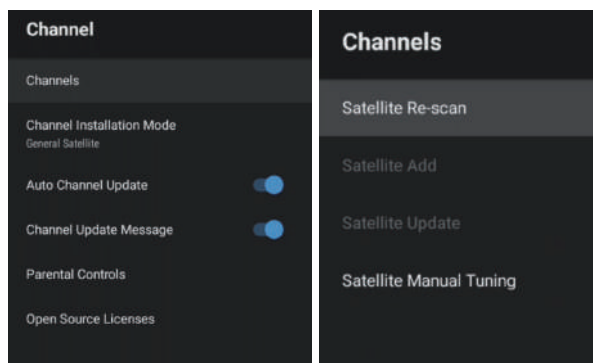 Channel
Channels
Channel Installation Mode
General Satellite
Auto Channel Update
Channel Update Message
Parental Controls
Open Source Licenses
Channels
Satellite Re-scan
Satellite Add
Satellite Update
Satellite Manual Tuning